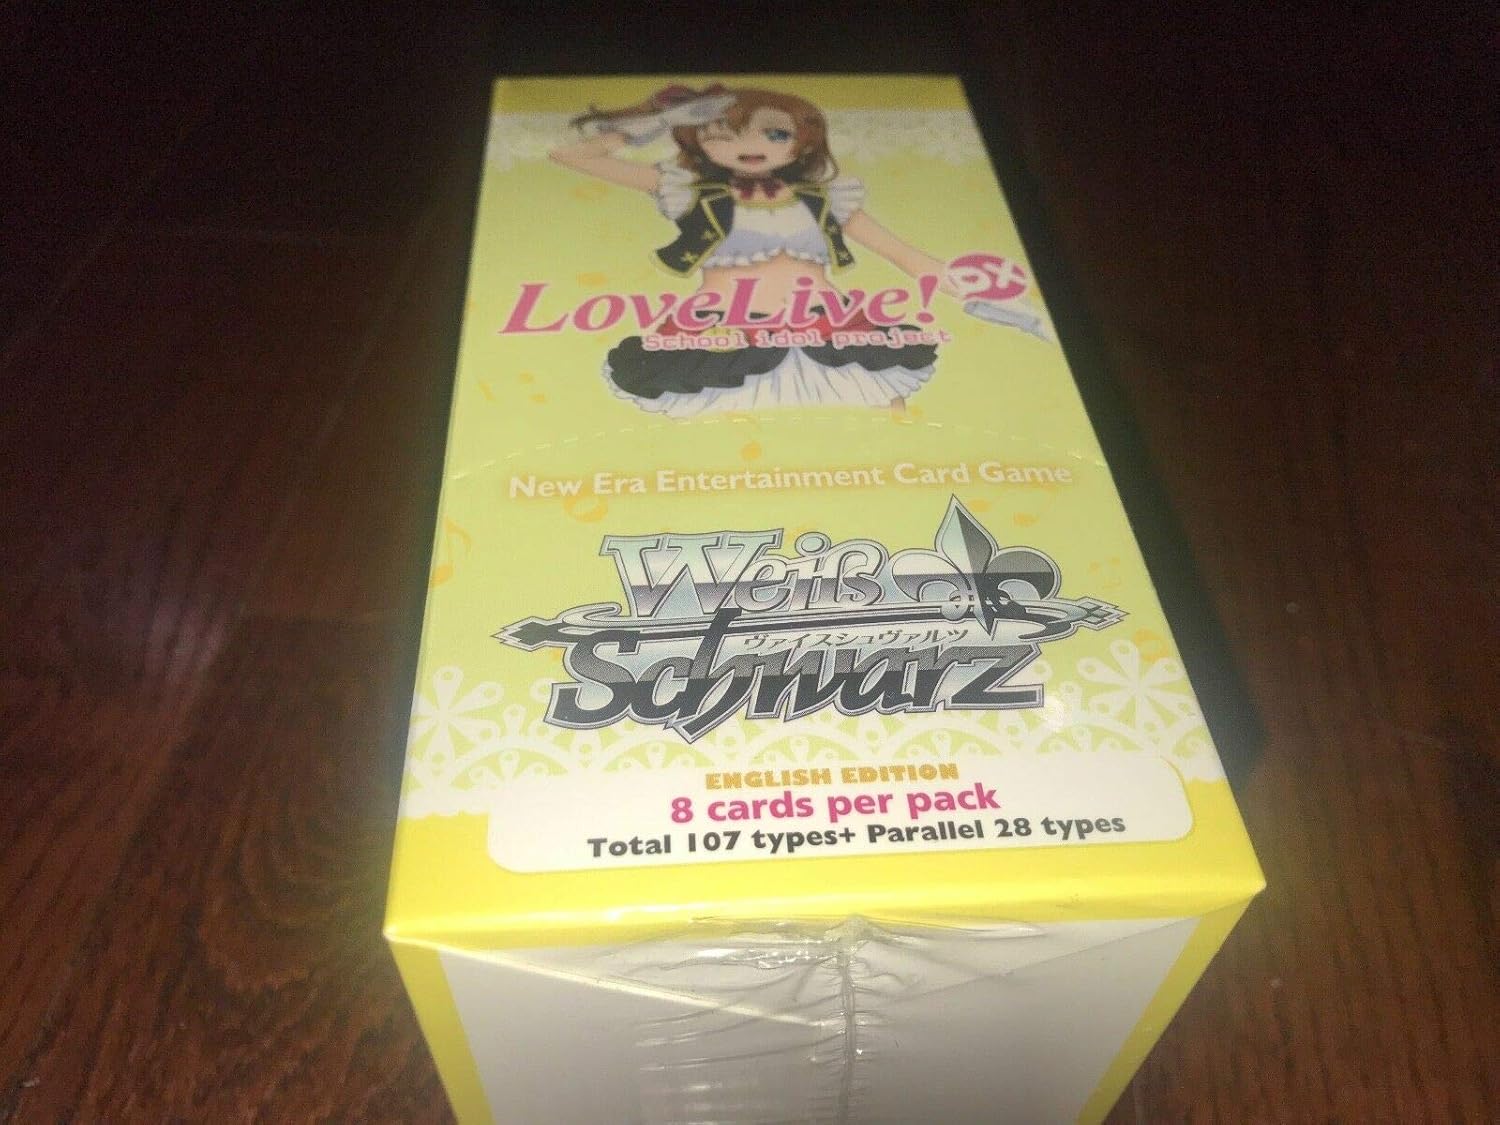 LoveLive! DX
School idol project
New Era Entertainment Card Game
Weiß
ヴァイスシュヴァルツ
Schwarz
ENGLISH EDITION
8 cards per pack
Total 107 types+ Parallel 28 types